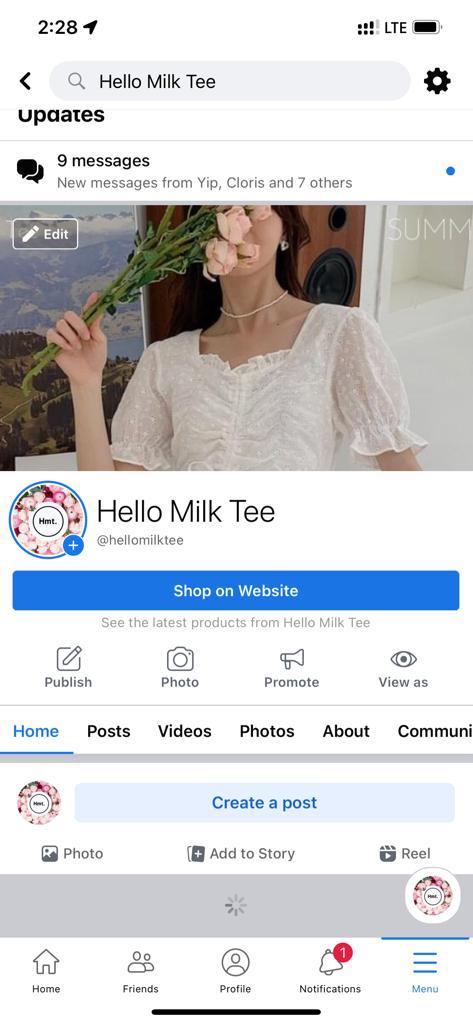 2:28
LTE
Hello Milk Tee
Updates
9 messages
New messages from Yip, Cloris and 7 others
Edit
SUMM
Hmt.
Hello Milk Tee
@hellomilktee
Shop on Website
See the latest products from Hello Milk Tee
Publish
Photo
Promote
View as
Home
Posts
Videos
Photos
About
Communi
Hmt.
Create a post
Photo
Add to Story
Reel
Hmt.
1
Home
Friends
Profile
Notifications
Menu